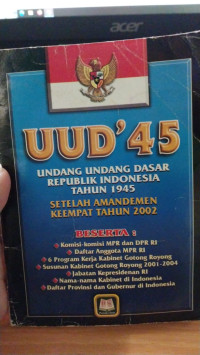 acer
UUD'45
UNDANG UNDANG DASAR
REPUBLIK INDONESIA
TAHUN 1945
SETELAH AMANDEMEN
KEEMPAT TAHUN 2002
BESERTA :
Komisi-komisi MPR dan DPR RI
Daftar Anggota MPR RI
6 Program Kerja Kabinet Gotong Royong
Susunan Kabinet Gotong Royong 2001-2004
Jabatan Kepresidenan RI
Nama-nama Kabinet di Indonesia
Daftar Provinsi dan Gubernur di Indonesia